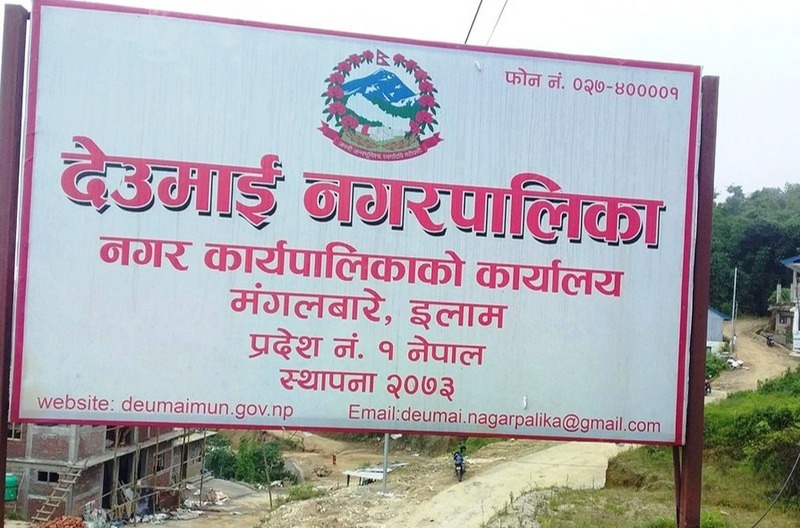 फोन नं. ०२७-४००००१
देउमाई नगरपालिका
नगर कार्यपालिकाको कार्यालय
मंगलबारे, इलाम
प्रदेश नं. १ नेपाल
स्थापना २०७३
website: deumaimun.gov.np Email:deumai.nagarpalika@gmail.com